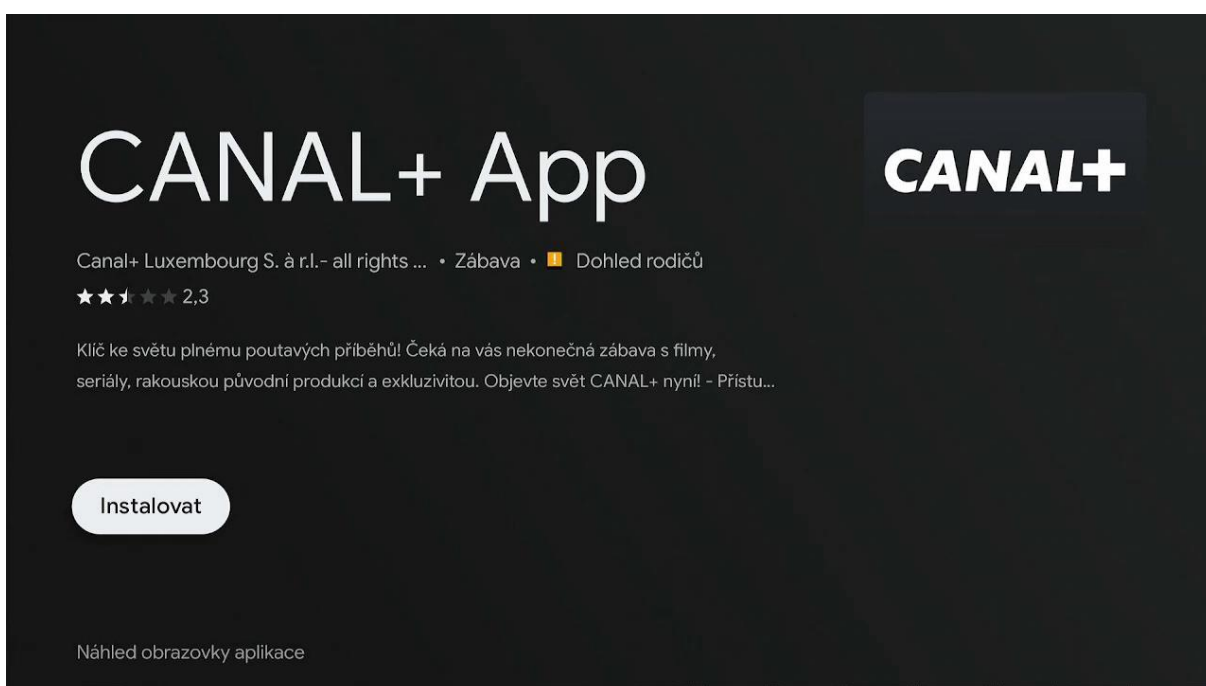 CANAL+ App
CANAL+
Canal+ Luxembourg S. à r.l.- all rights ... • Zábava • ! Dohled rodičů
2,3
Klíč ke světu plnému poutavých příběhů! Čeká na vás nekonečná zábava s filmy,
seriály, rakouskou původní produkcí a exkluzivitou. Objevte svět CANAL+ nyní! - Přístu...
Instalovat
Náhled obrazovky aplikace